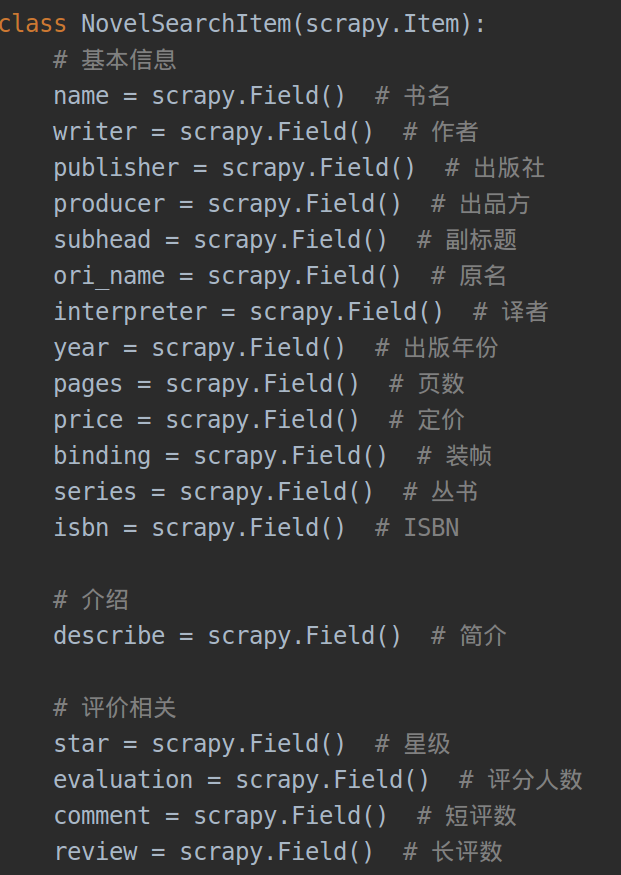 class NovelSearchItem(scrapy.Item):
    # 基本信息
    name = scrapy.Field()  # 书名
    writer = scrapy.Field()  # 作者
    publisher = scrapy.Field()  # 出版社
    producer = scrapy.Field()  # 出品方
    subhead = scrapy.Field()  # 副标题
    ori_name = scrapy.Field()  # 原名
    interpreter = scrapy.Field()  # 译者
    year = scrapy.Field()  # 出版年份
    pages = scrapy.Field()  # 页数
    price = scrapy.Field()  # 定价
    binding = scrapy.Field()  # 装帧
    series = scrapy.Field()  # 丛书
    isbn = scrapy.Field()  # ISBN

    # 介绍
    describe = scrapy.Field()  # 简介

    # 评价相关
    star = scrapy.Field()  # 星级
    evaluation = scrapy.Field()  # 评分人数
    comment = scrapy.Field()  # 短评数
    review = scrapy.Field()  # 长评数